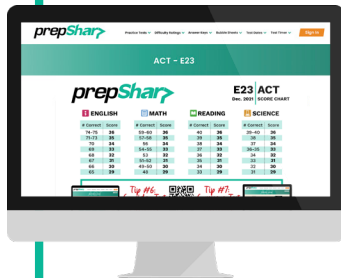 prepSharp
Practice Tests Difficulty Ratings Answer Keys Bubble Sheets Test Dates Test Timer Sign In
ACT - E23
prepSharp E23 ACT
Dec. 2021 SCORE CHART
ENGLISH MATH READING SCIENCE
# Correct Score # Correct Score # Correct Score # Correct Score
74-75 36 59-60 36 40 36 39-40 36
71-73 35 57-58 35 39 35 38 35
70 34 56 34 38 34 37 34
69 33 54-55 33 37 33 36-35 33
68 32 53 32 36 32 34 32
67 31 51-52 31 35 31 33 31
66 30 49-50 30 34 30 32 30
65 29 48 29 33 29 31 29
Tip #6: Tip #7: